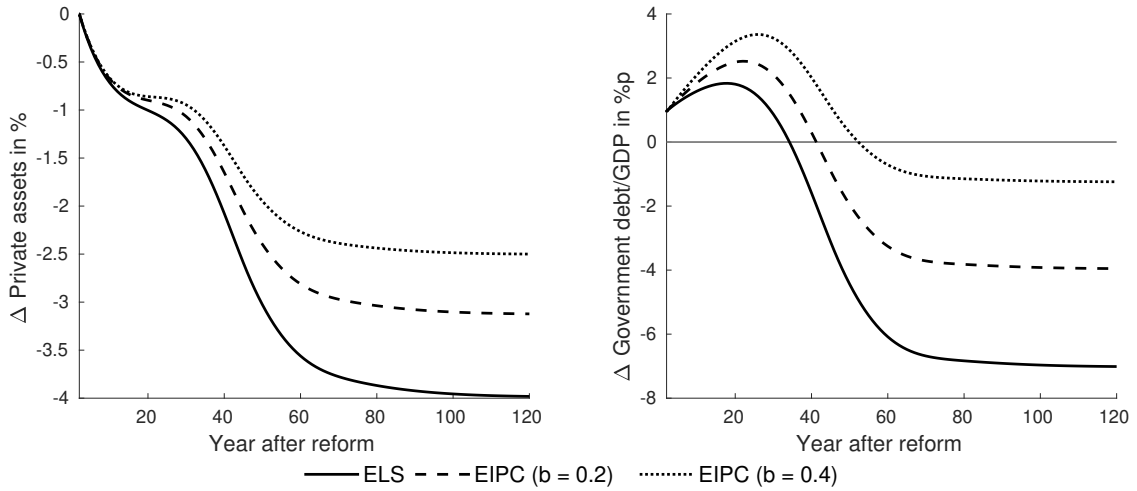 Δ Private assets in %
0
-0.5
-1
-1.5
-2
-2.5
-3
-3.5
-4
20 40 60 80 100 120
Year after reform
Δ Government debt/GDP in %p
4
2
0
-2
-4
-6
-8
20 40 60 80 100 120
Year after reform
ELS EIPC (b = 0.2) EIPC (b = 0.4)